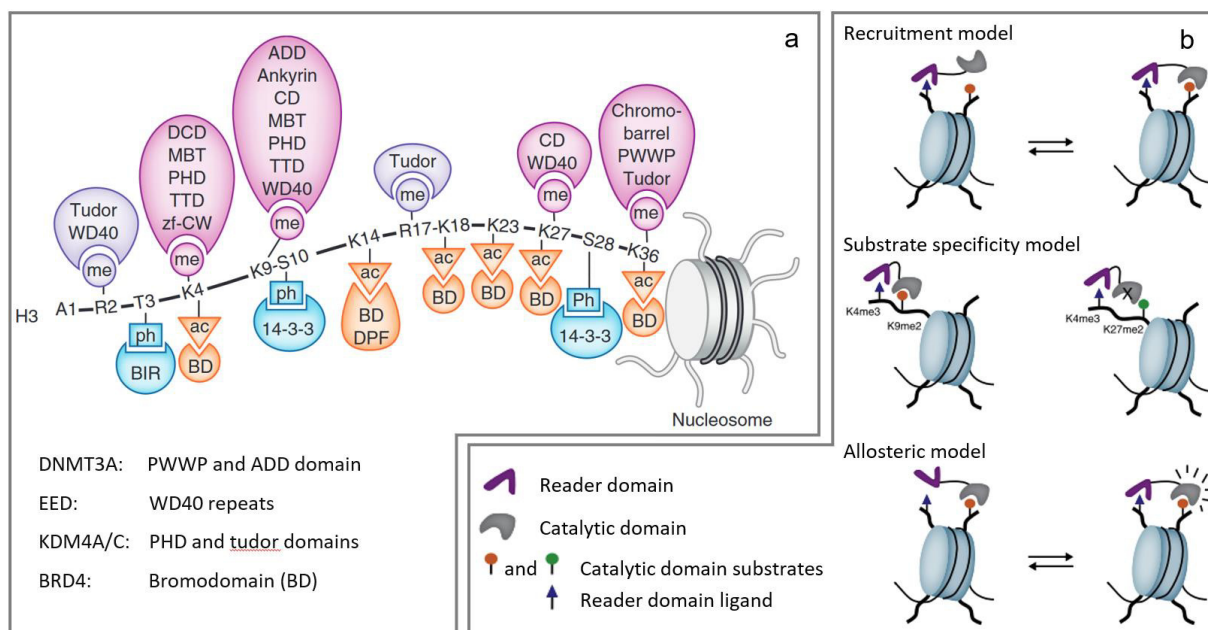 a
ADD
Ankyrin
CD
MBT
PHD
TTD
WD40
me
DCD
MBT
PHD
TTD
zf-CW
me
Tudor
WD40
me
Tudor
me
CD
WD40
me
Chromo-
barrel
PWWP
Tudor
me
H3 A1 R2 T3 K4 K9-S10 K14 R17-K18 K23 K27 S28 K36
ph
BIR
ac
BD
ph
14-3-3
ac
BD
DPF
ac
BD
ac
BD
ac
BD
Ph
14-3-3
ac
BD
Nucleosome
DNMT3A: PWWP and ADD domain
EED: WD40 repeats
KDM4A/C: PHD and tudor domains
BRD4: Bromodomain (BD)
Reader domain
Catalytic domain
and Catalytic domain substrates
Reader domain ligand
b
Recruitment model
Substrate specificity model
K4me3
K9me2
X
K4me3
K27me2
Allosteric model